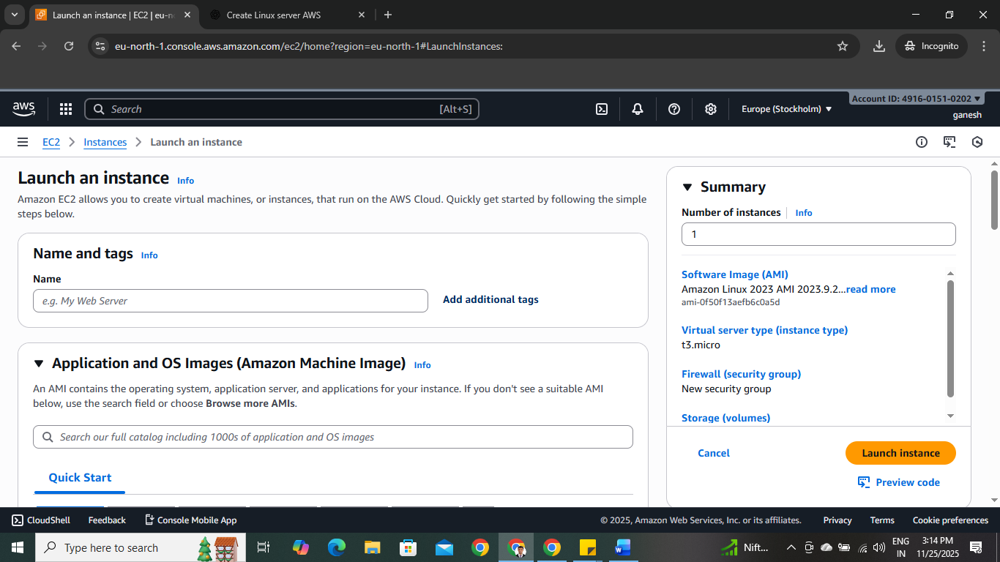 Launch an instance | EC2 | eu-n
Create Linux server AWS
eu-north-1.console.aws.amazon.com/ec2/home?region=eu-north-1#LaunchInstances:
Incognito
aws
Search
[Alt+S]
Europe (Stockholm)
Account ID: 4916-0151-0202
ganesh
EC2
Instances
Launch an instance
Launch an instance
Info
Amazon EC2 allows you to create virtual machines, or instances, that run on the AWS Cloud. Quickly get started by following the simple
steps below.
Name and tags
Info
Name
e.g. My Web Server
Add additional tags
Application and OS Images (Amazon Machine Image)
Info
An AMI contains the operating system, application server, and applications for your instance. If you don't see a suitable AMI
below, use the search field or choose Browse more AMIs.
Search our full catalog including 1000s of application and OS images
Quick Start
Summary
Number of instances
Info
1
Software Image (AMI)
Amazon Linux 2023 AMI 2023.9.2...read more
ami-0f50f13aefb6c0a5d
Virtual server type (instance type)
t3.micro
Firewall (security group)
New security group
Storage (volumes)
Cancel
Launch instance
Preview code
CloudShell
Feedback
Console Mobile App
© 2025, Amazon Web Services, Inc. or its affiliates.
Privacy
Terms
Cookie preferences
Type here to search
Nift...
ENG
IN
3:14 PM
11/25/2025